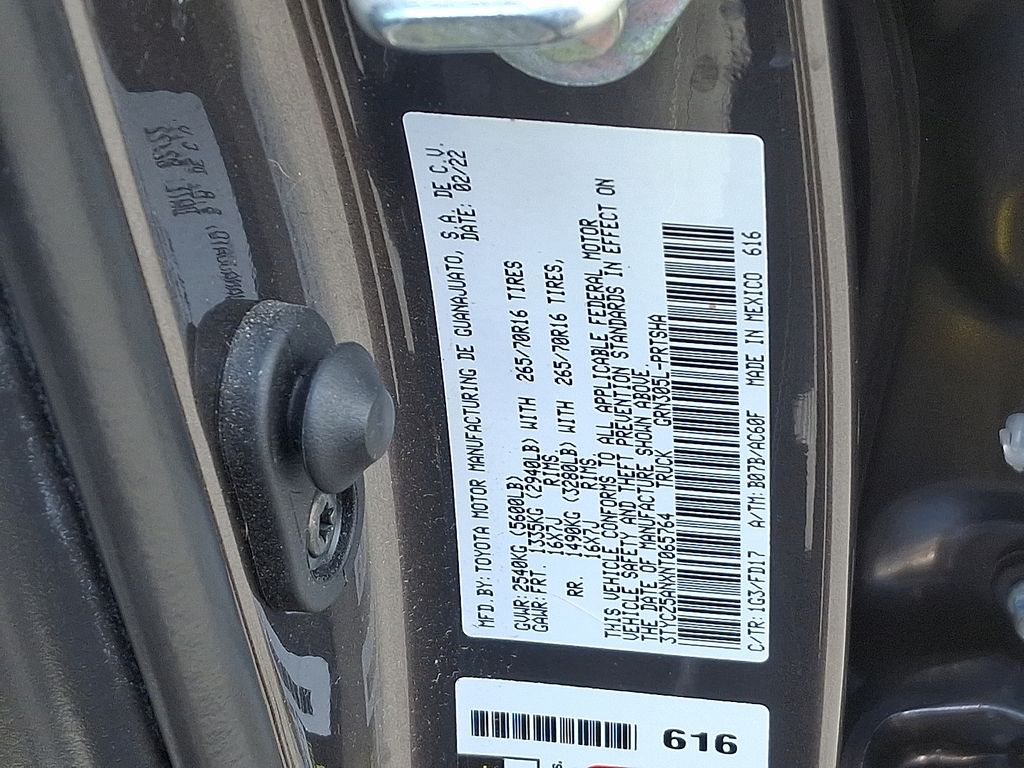 MFD.BY: TOYOTA MOTOR MANUFACTURING DE GUANAJUATO, S.A. DE C.V.
DATE: 02/22
GVWR: 2540KG (5600LB)
GAWR: FRT. 1335KG (2940LB) WITH 265/70R16 TIRES
16X7J RIMS,
RR. 1490KG (3280LB) WITH 265/70R16 TIRES,
16X7J RIMS,
THIS VEHICLE CONFORMS TO ALL APPLICABLE FEDERAL MOTOR
VEHICLE SAFETY AND THEFT PREVENTION STANDARDS IN EFFECT ON
THE DATE OF MANUFACTURE SHOWN ABOVE.
3TYCZ5ANXNT065764 TRUCK GRN305L-PRTSHA
C/TR: 1G3/FD17 A/TM: B07B/AC60F MADE IN MEXICO 616
616